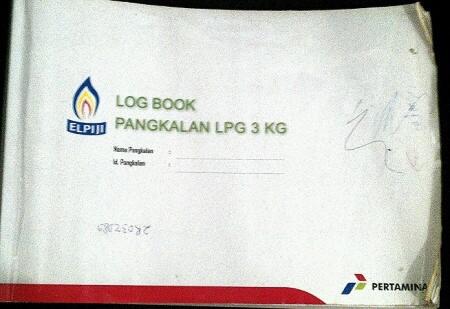 ELPIJI
LOG BOOK
PANGKALAN LPG 3 KG
Nama Pangkalan :
Id. Pangkalan :
PERTAMINA